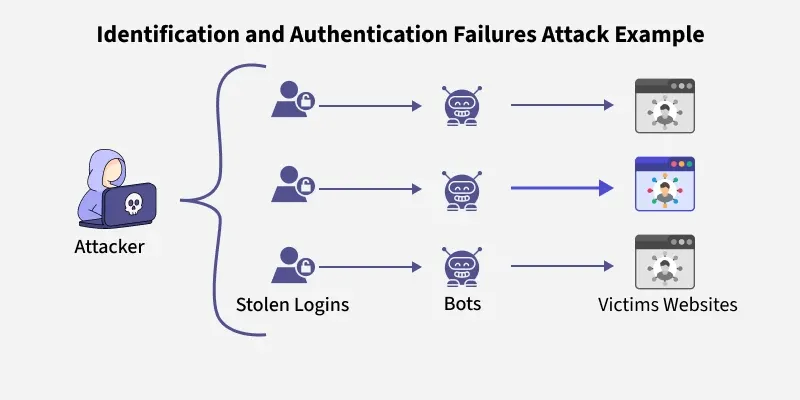 Identification and Authentication Failures Attack Example
Attacker
Stolen Logins
Bots
Victims Websites